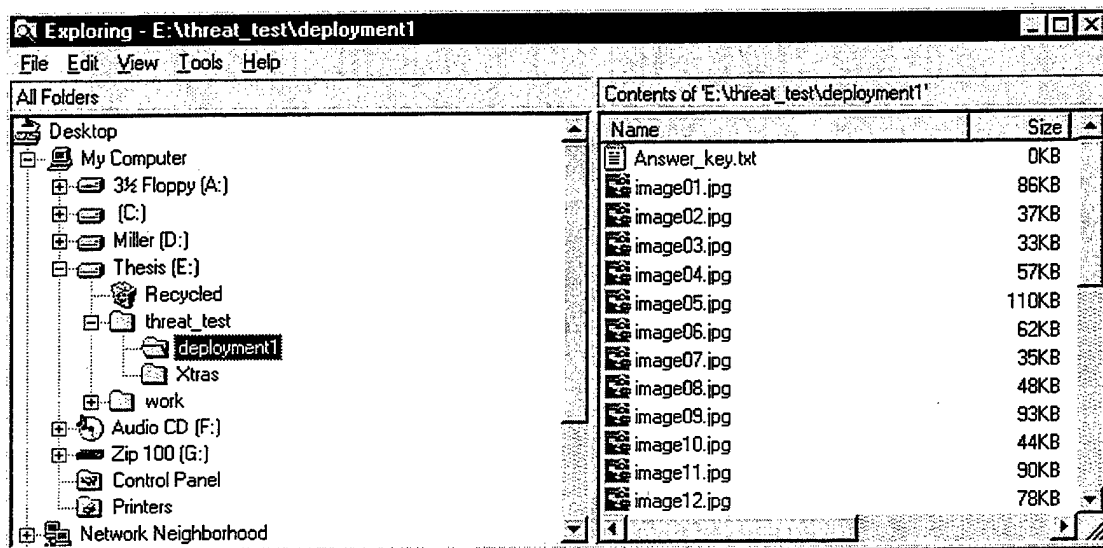 Exploring - E:\threat_test\deployment1
File Edit View Tools Help
All Folders
Desktop
My Computer
3½ Floppy (A:)
(C:)
Miller (D:)
Thesis (E:)
Recycled
threat_test
deployment1
Xtras
work
Audio CD (F:)
Zip 100 (G:)
Control Panel
Printers
Network Neighborhood
Contents of 'E:\threat_test\deployment1'
Name Size
Answer_key.txt 0KB
image01.jpg 86KB
image02.jpg 37KB
image03.jpg 33KB
image04.jpg 57KB
image05.jpg 110KB
image06.jpg 62KB
image07.jpg 35KB
image08.jpg 48KB
image09.jpg 93KB
image10.jpg 44KB
image11.jpg 90KB
image12.jpg 78KB